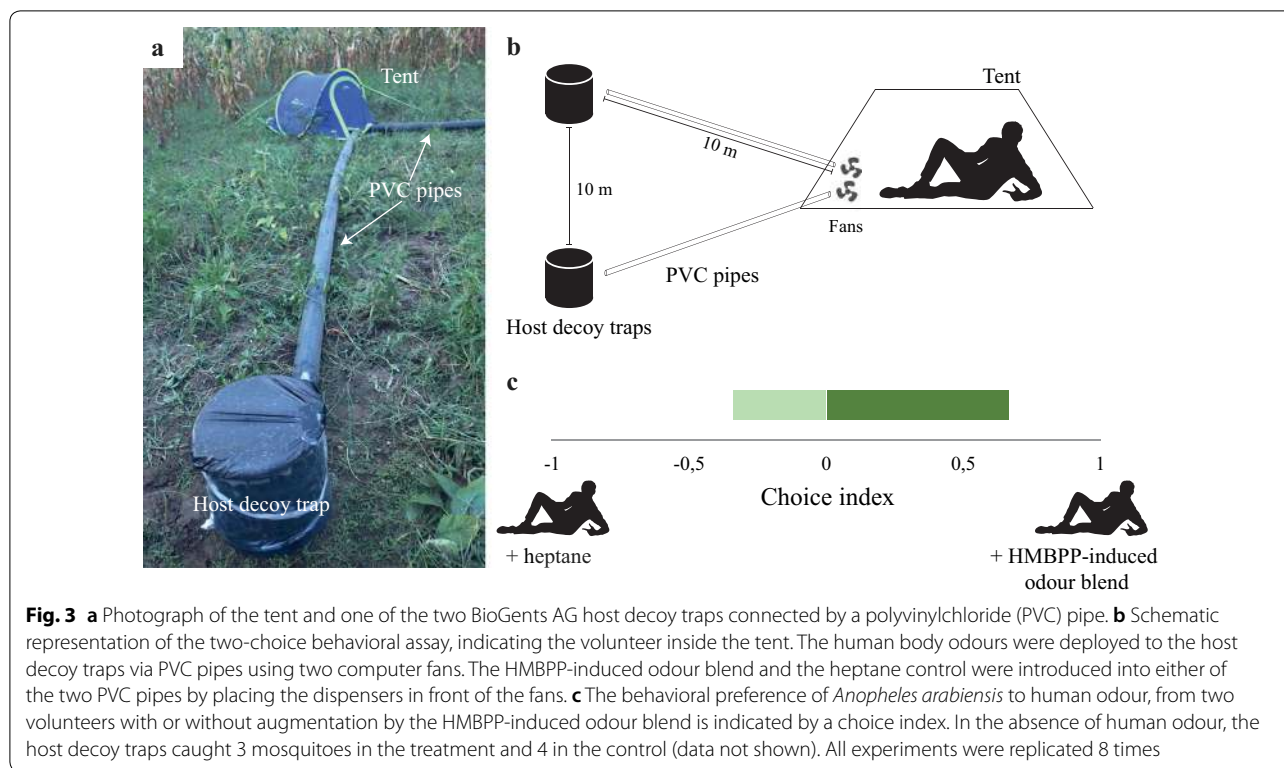 a
Tent
PVC pipes
Host decoy trap
b
Tent
10 m
10 m
Fans
PVC pipes
Host decoy traps
c
-1
-0,5
0
0,5
1
Choice index
+ heptane
+ HMBPP-induced
odour blend
Fig. 3 a Photograph of the tent and one of the two BioGents AG host decoy traps connected by a polyvinylchloride (PVC) pipe. b Schematic
representation of the two-choice behavioral assay, indicating the volunteer inside the tent. The human body odours were deployed to the host
decoy traps via PVC pipes using two computer fans. The HMBPP-induced odour blend and the heptane control were introduced into either of
the two PVC pipes by placing the dispensers in front of the fans. c The behavioral preference of Anopheles arabiensis to human odour, from two
volunteers with or without augmentation by the HMBPP-induced odour blend is indicated by a choice index. In the absence of human odour, the
host decoy traps caught 3 mosquitoes in the treatment and 4 in the control (data not shown). All experiments were replicated 8 times